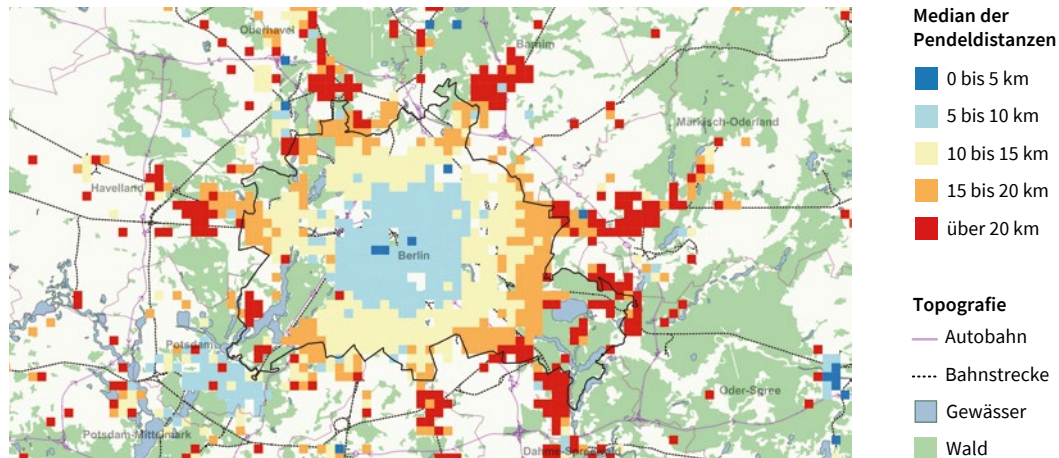 Oberhavel
Barnim
Märkisch-Oderland
Havelland
Berlin
Potsdam
Oder-Spree
Potsdam-Mittelmark
Dahme-Spreewald
Median der
Pendeldistanzen
0 bis 5 km
5 bis 10 km
10 bis 15 km
15 bis 20 km
über 20 km
Topografie
Autobahn
Bahnstrecke
Gewässer
Wald